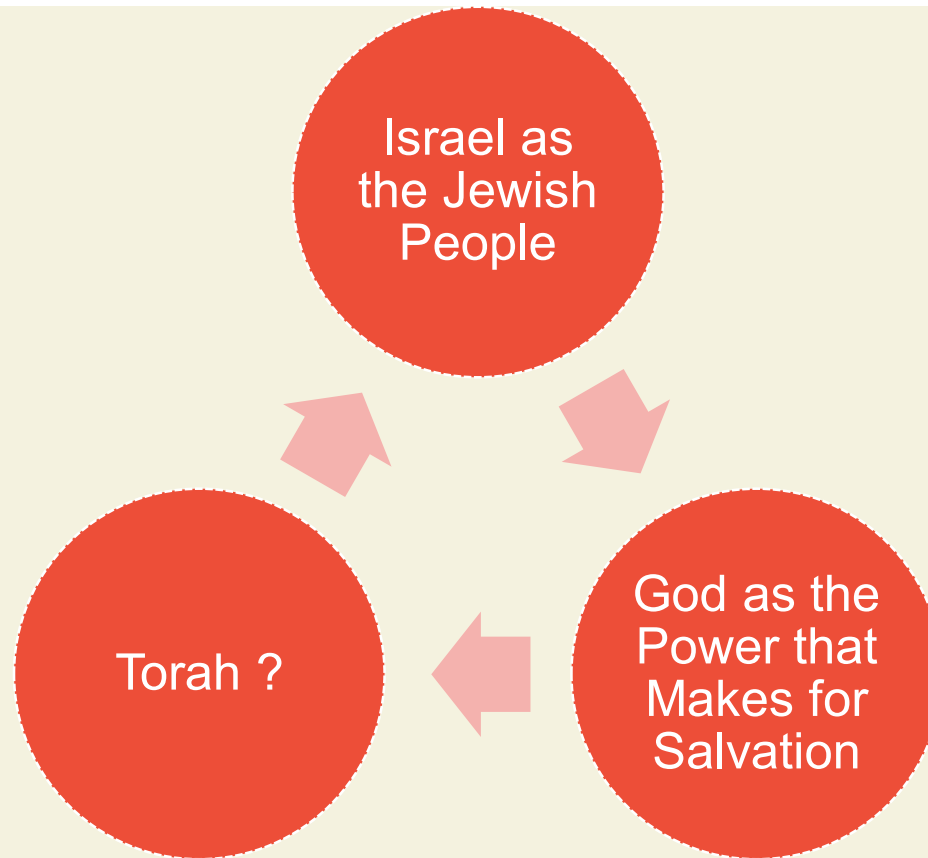 Israel as
the Jewish
People
God as the
Power that
Makes for
Salvation
Torah ?